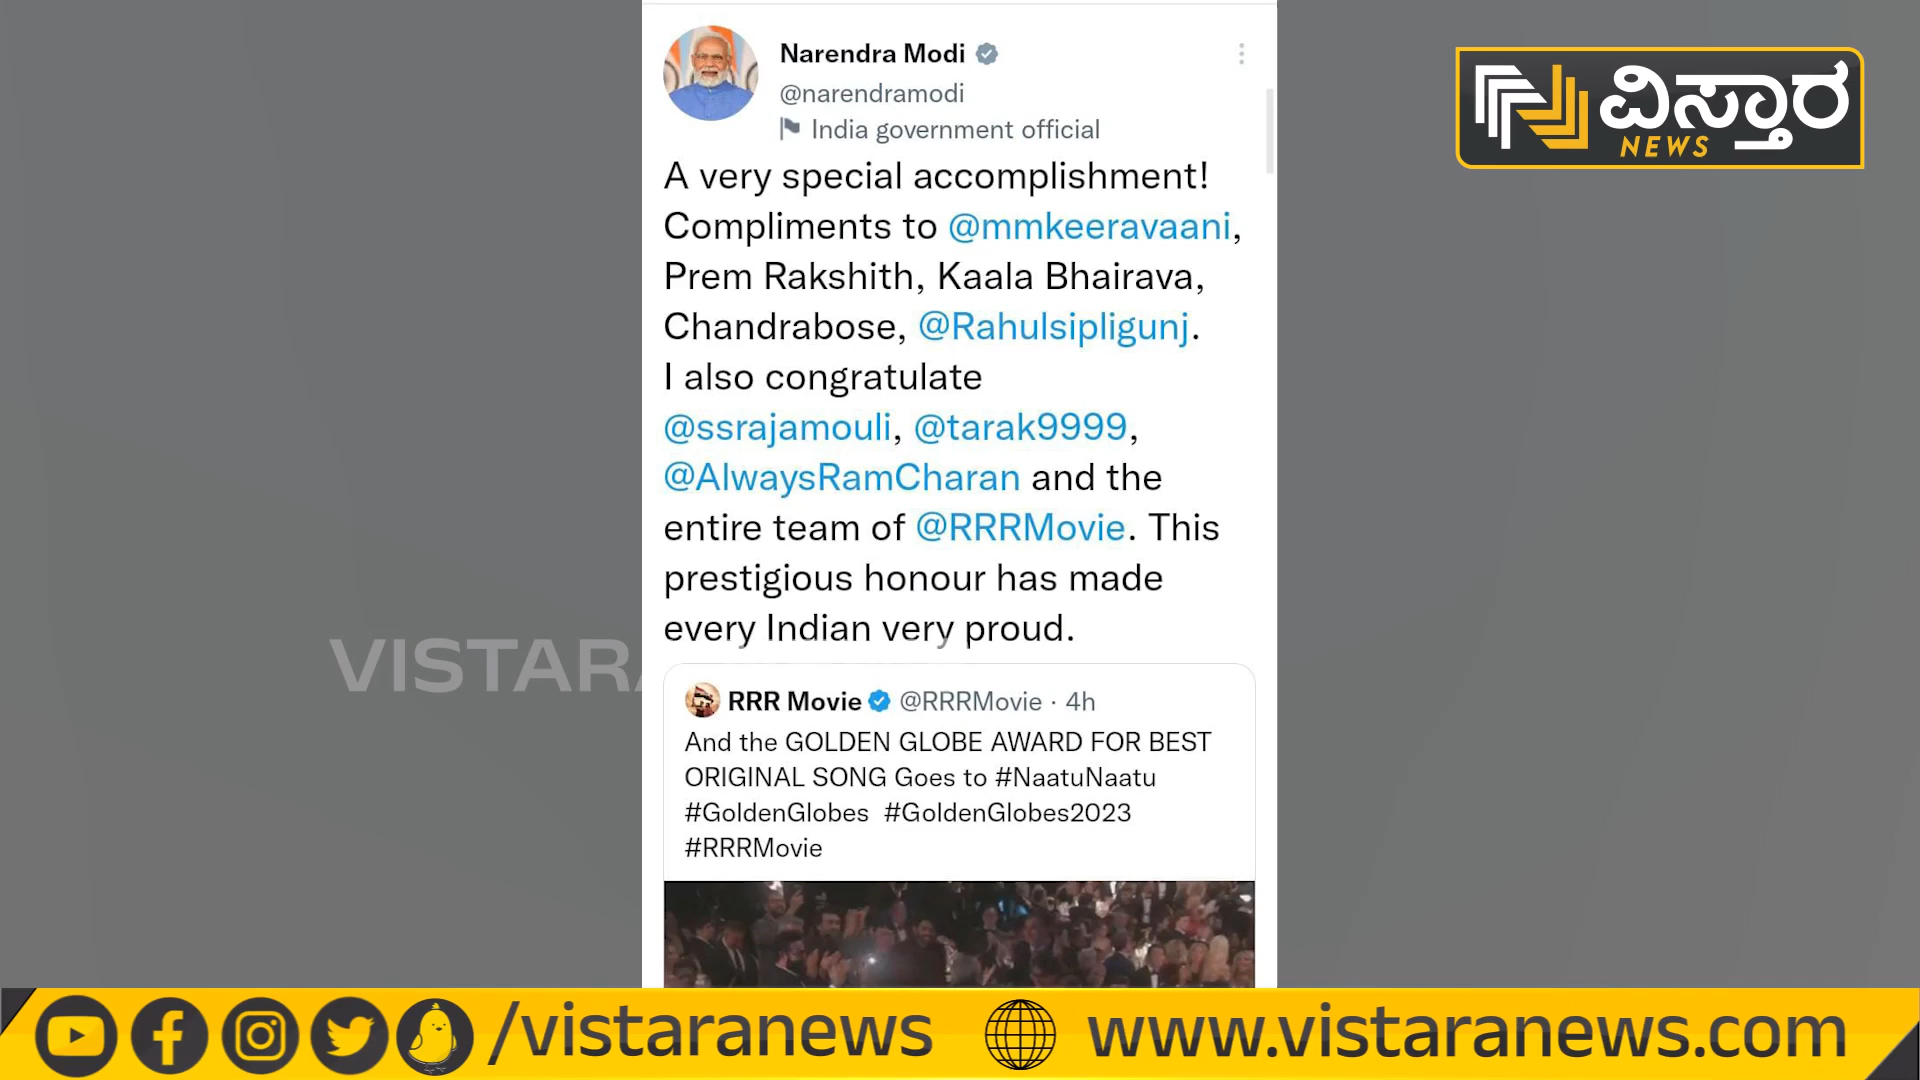 Narendra Modi
@narendramodi
India government official
A very special accomplishment!
Compliments to @mmkeeravaani,
Prem Rakshith, Kaala Bhairava,
Chandrabose, @Rahulsipligunj.
I also congratulate
@ssrajamouli, @tarak9999,
@AlwaysRamCharan and the
entire team of @RRRMovie. This
prestigious honour has made
every Indian very proud.
RRR Movie @RRRMovie · 4h
And the GOLDEN GLOBE AWARD FOR BEST
ORIGINAL SONG Goes to #NaatuNaatu
#GoldenGlobes #GoldenGlobes2023
#RRRMovie
ವಿಸ್ತಾರ
NEWS
VISTARA
/vistaranews
www.vistaranews.com